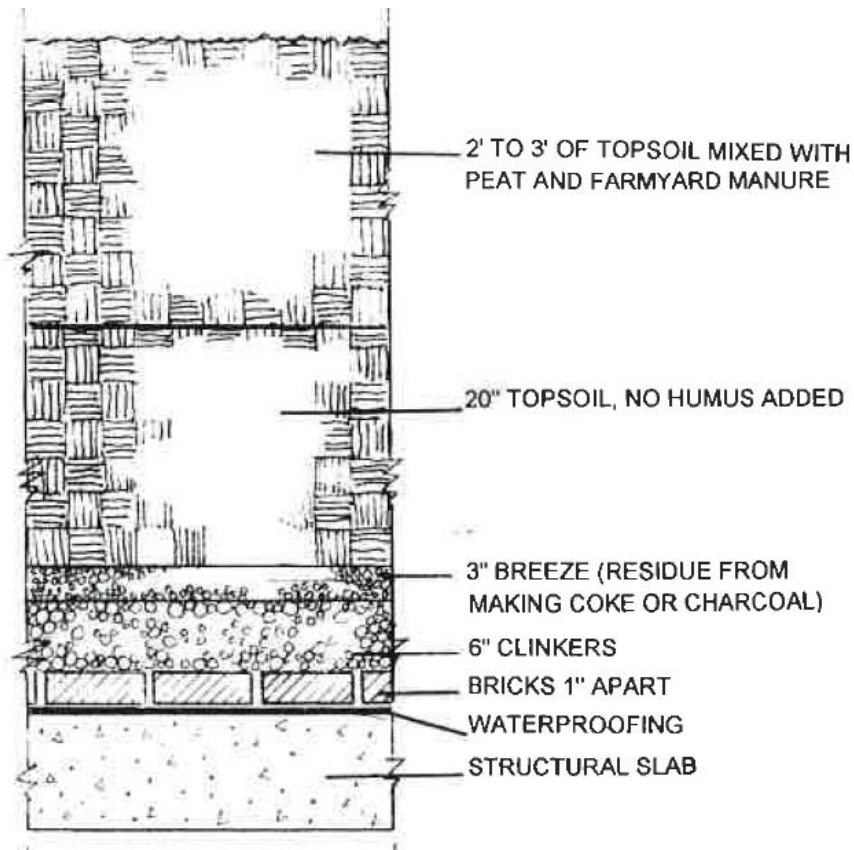 2' TO 3' OF TOPSOIL MIXED WITH
PEAT AND FARMYARD MANURE
20" TOPSOIL, NO HUMUS ADDED
3" BREEZE (RESIDUE FROM
MAKING COKE OR CHARCOAL)
6" CLINKERS
BRICKS 1" APART
WATERPROOFING
STRUCTURAL SLAB